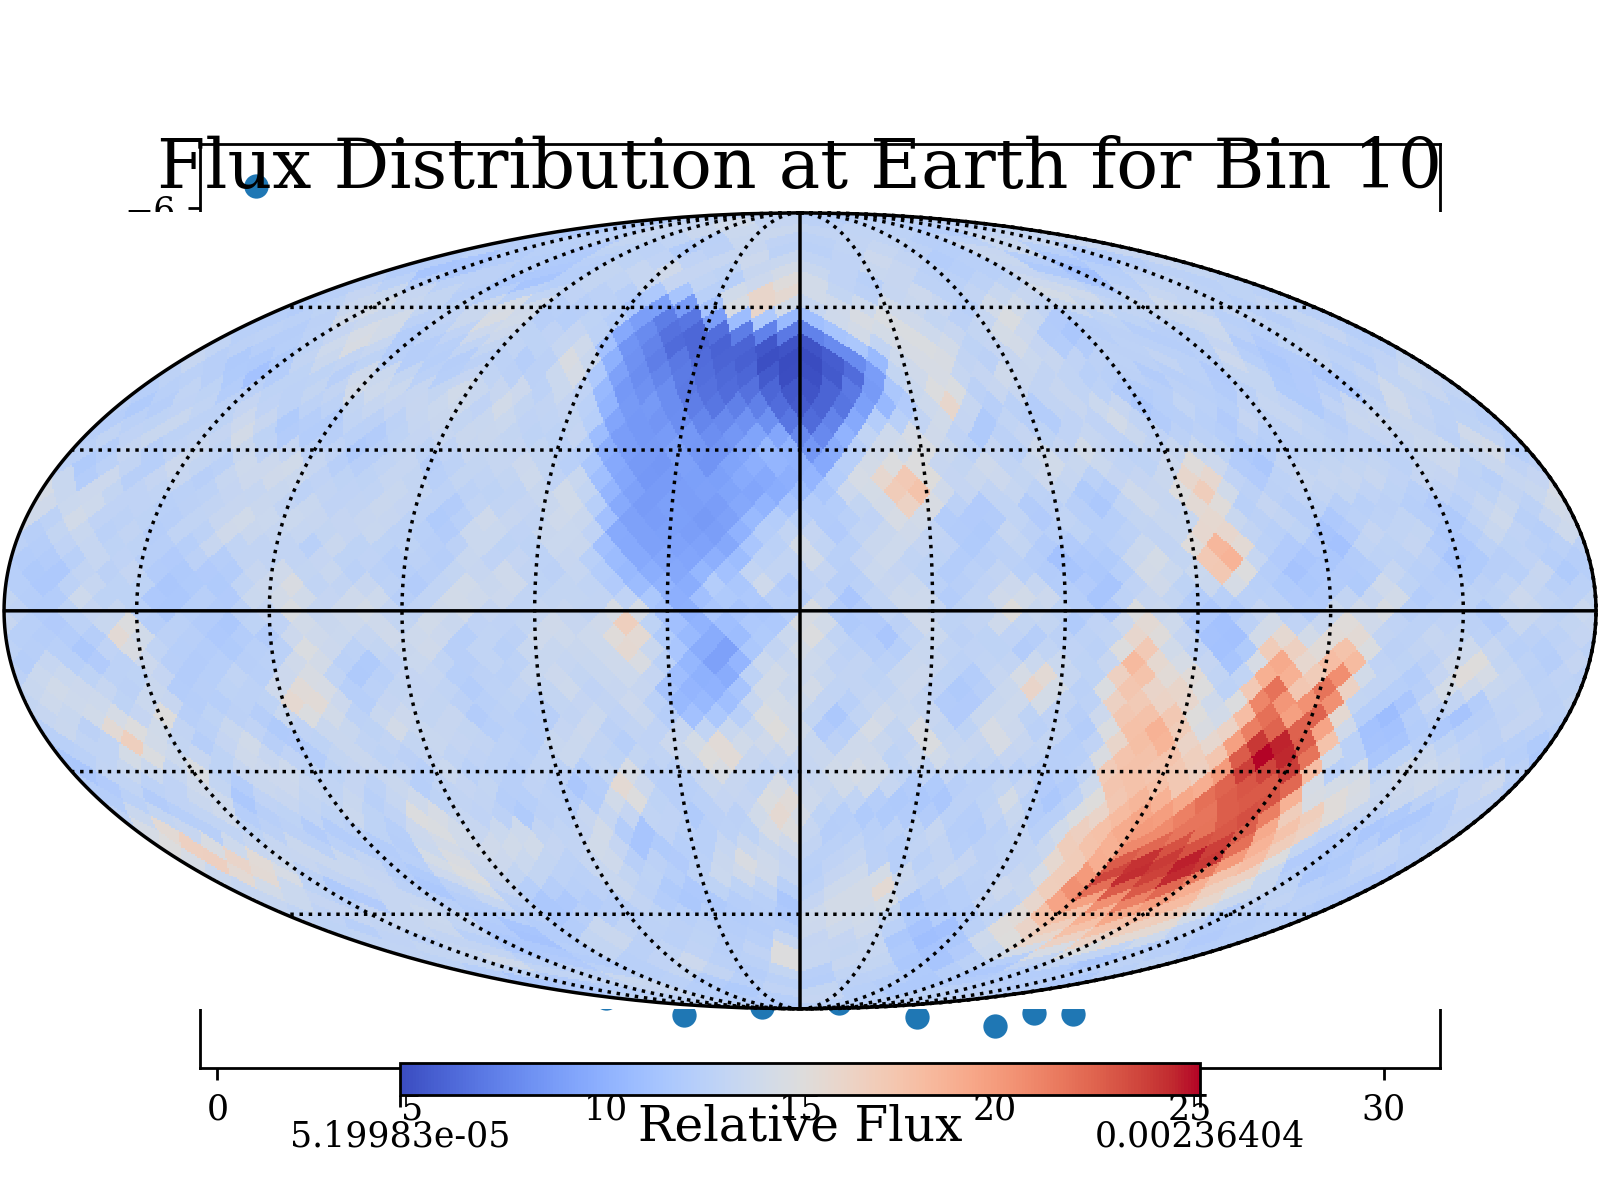 Flux Distribution at Earth for Bin 10
−6
0 5 10 15 20 25 30
Relative Flux
5.19983e-05 0.00236404